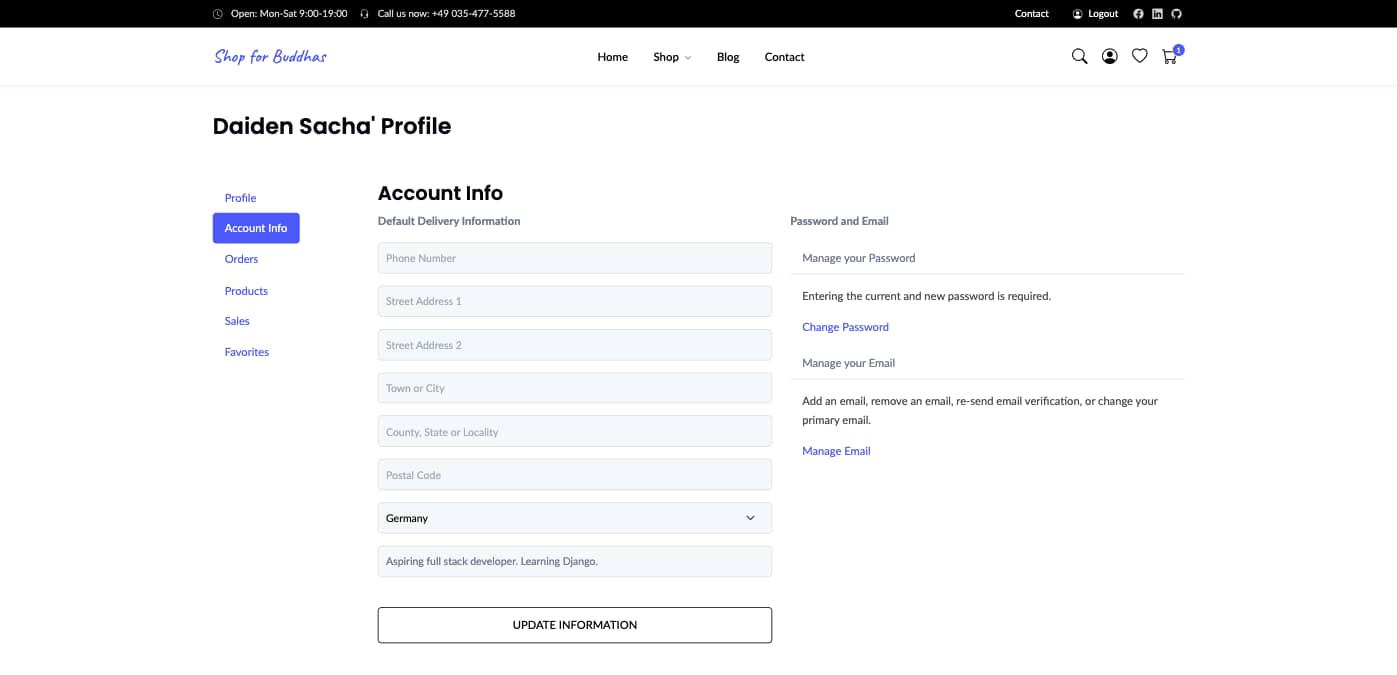 Open: Mon-Sat 9:00-19:00 Call us now: +49 035-477-5588 Contact Logout
Shop for Buddhas Home Shop Blog Contact 1
Daiden Sacha' Profile
Profile
Account Info
Orders
Products
Sales
Favorites
Account Info
Default Delivery Information
Phone Number
Street Address 1
Street Address 2
Town or City
County, State or Locality
Postal Code
Germany
Aspiring full stack developer. Learning Django.
UPDATE INFORMATION
Password and Email
Manage your Password
Entering the current and new password is required.
Change Password
Manage your Email
Add an email, remove an email, re-send email verification, or change your
primary email.
Manage Email